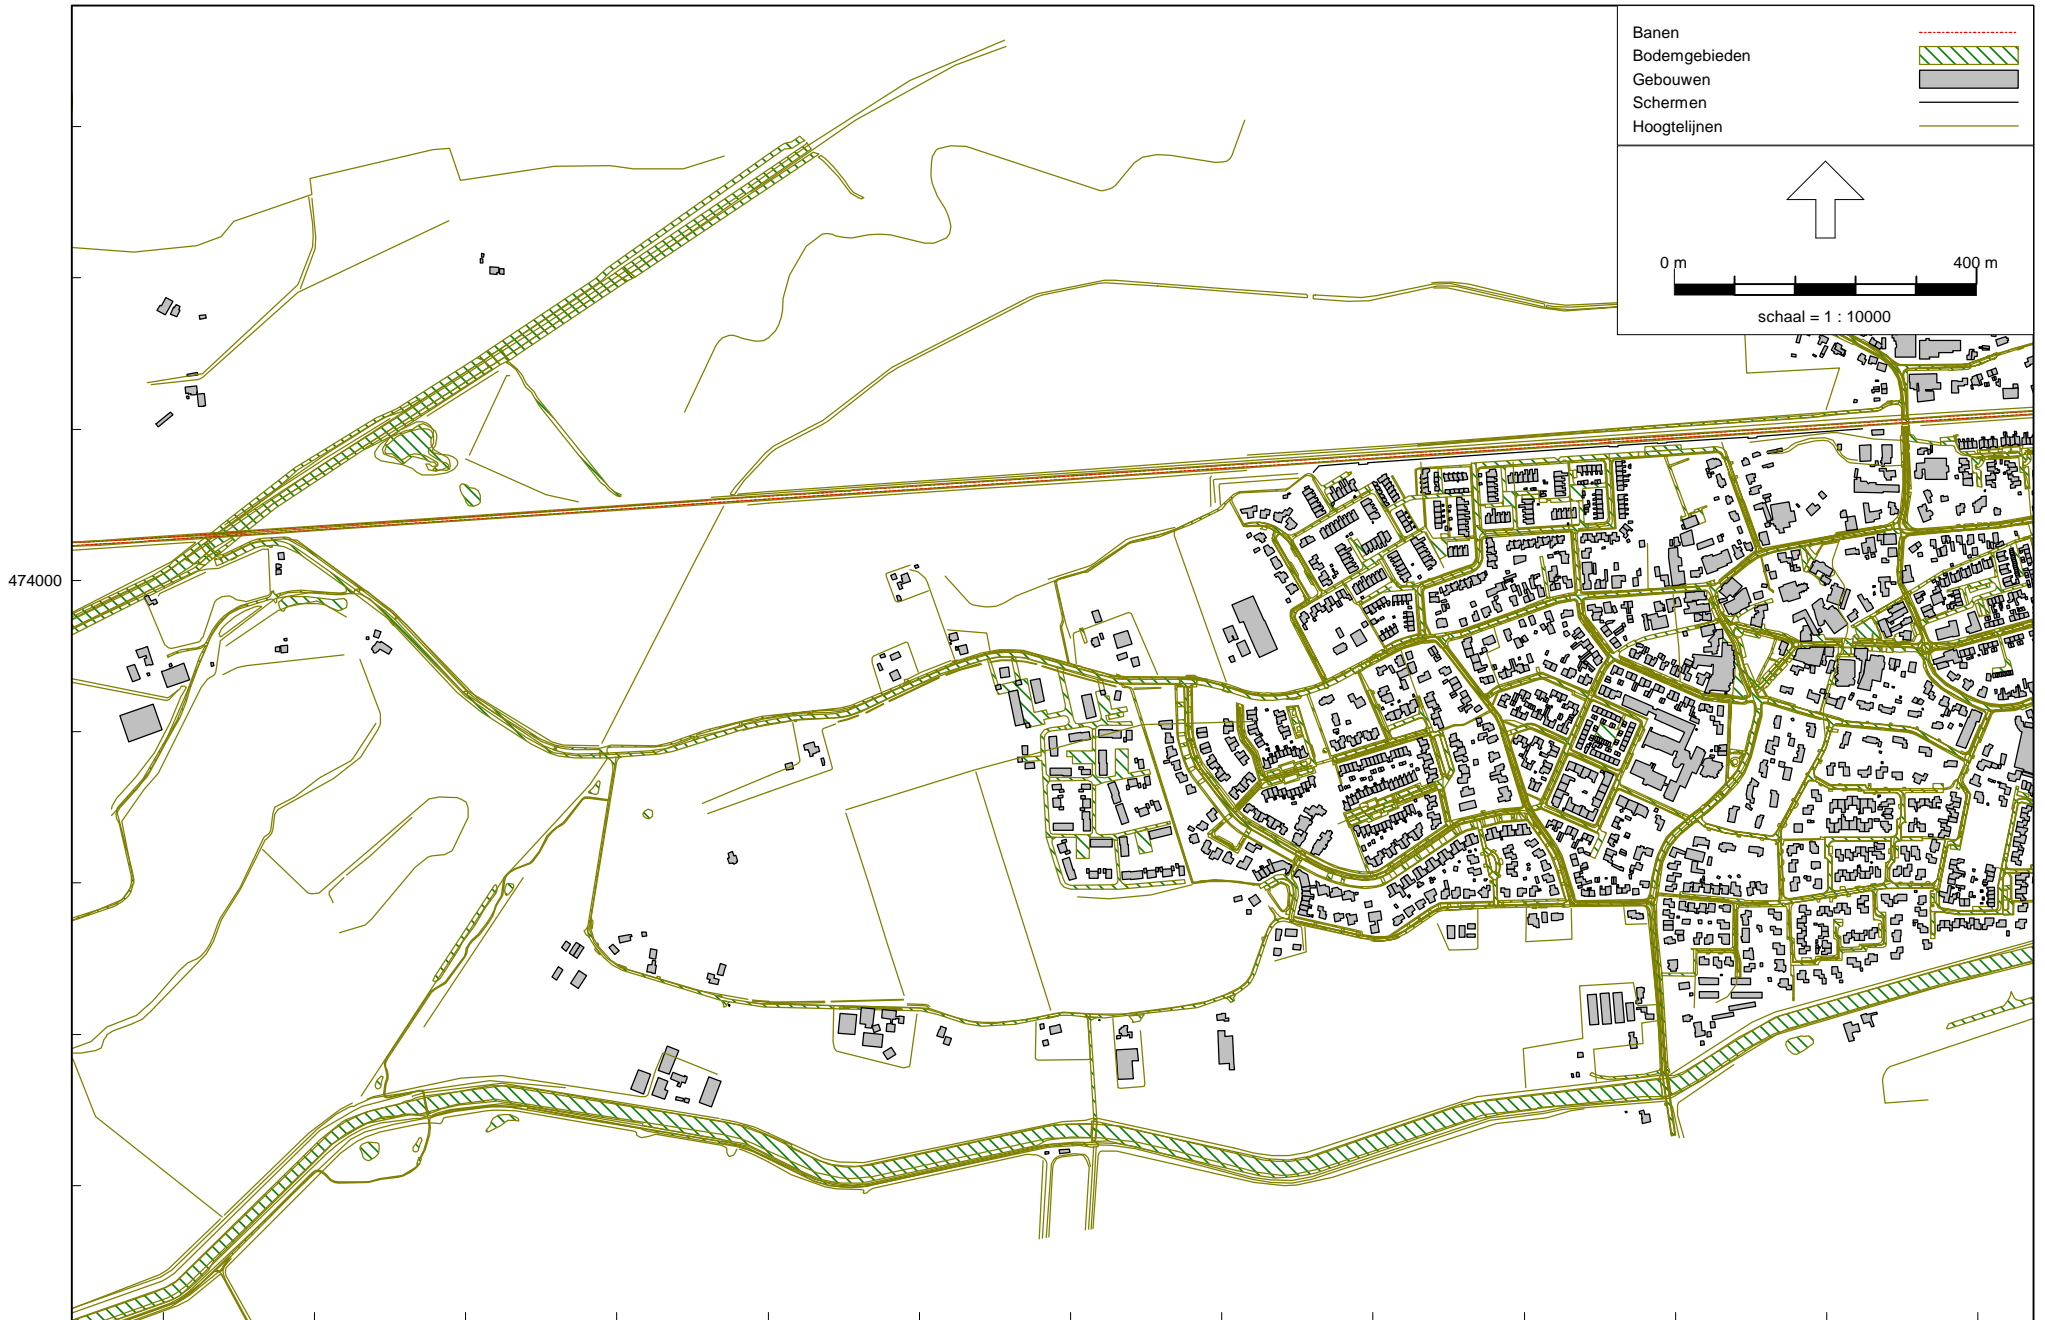 Banen
Bodemgebieden
Gebouwen
Schermen
Hoogtelijnen
0 m 400 m
schaal = 1 : 10000
474000